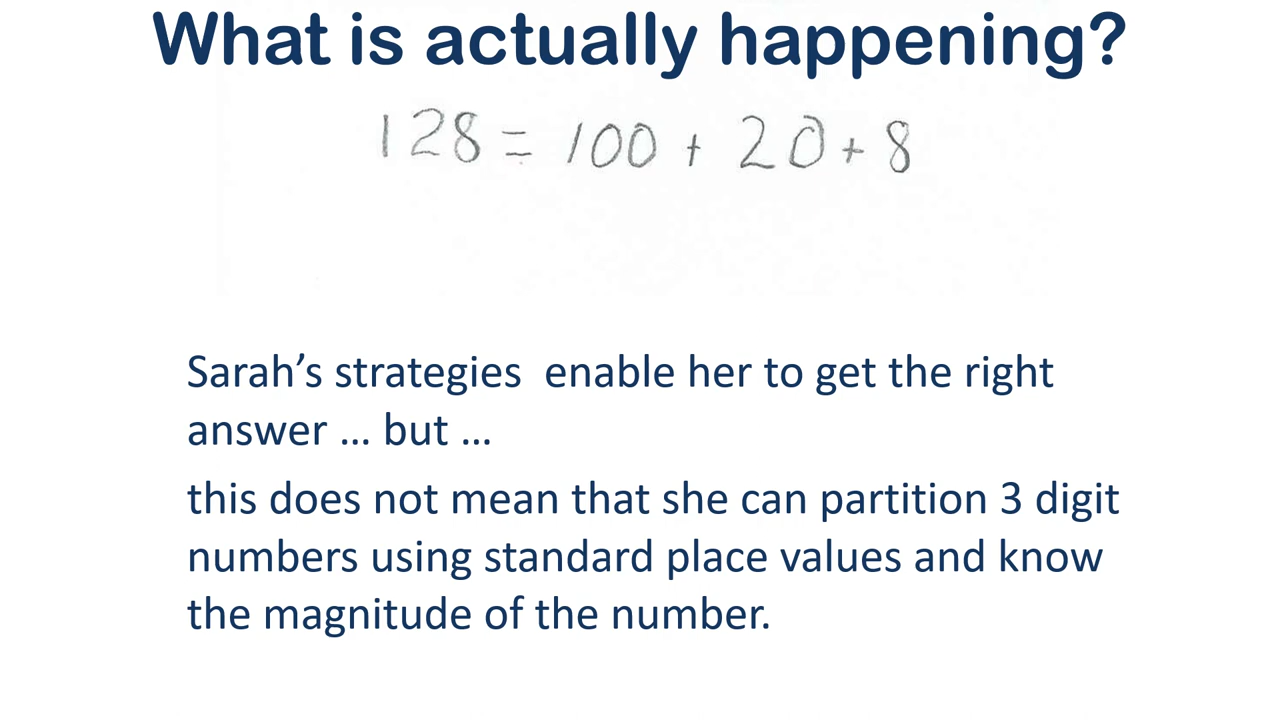 What is actually happening?
128 = 100 + 20 + 8
Sarah’s strategies enable her to get the right
answer … but …
this does not mean that she can partition 3 digit
numbers using standard place values and know
the magnitude of the number.